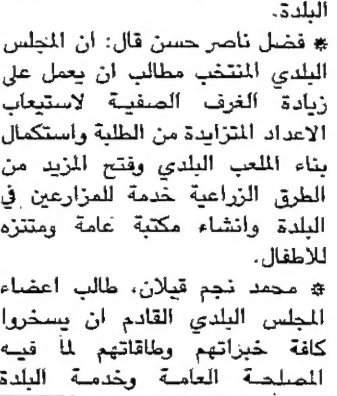 البلدة.
* فضل ناصر حسن قال: ان المجلس
البلدي المنتخب مطالب ان يعمل على
زيادة الغرف الصفية لاستيعاب
الاعداد المتزايدة من الطلبة واستكمال
بناء الملعب البلدي وفتح المزيد من
الطرق الزراعية خدمة للمزارعين في
البلدة وانشاء مكتبة عامة ومتنزه
للاطفال.
* محمد نجم قيلان، طالب اعضاء
المجلس البلدي القادم ان يسخروا
كافة خبراتهم وطاقاتهم لما فيه
المصلحة العامة وخدمة البلدة